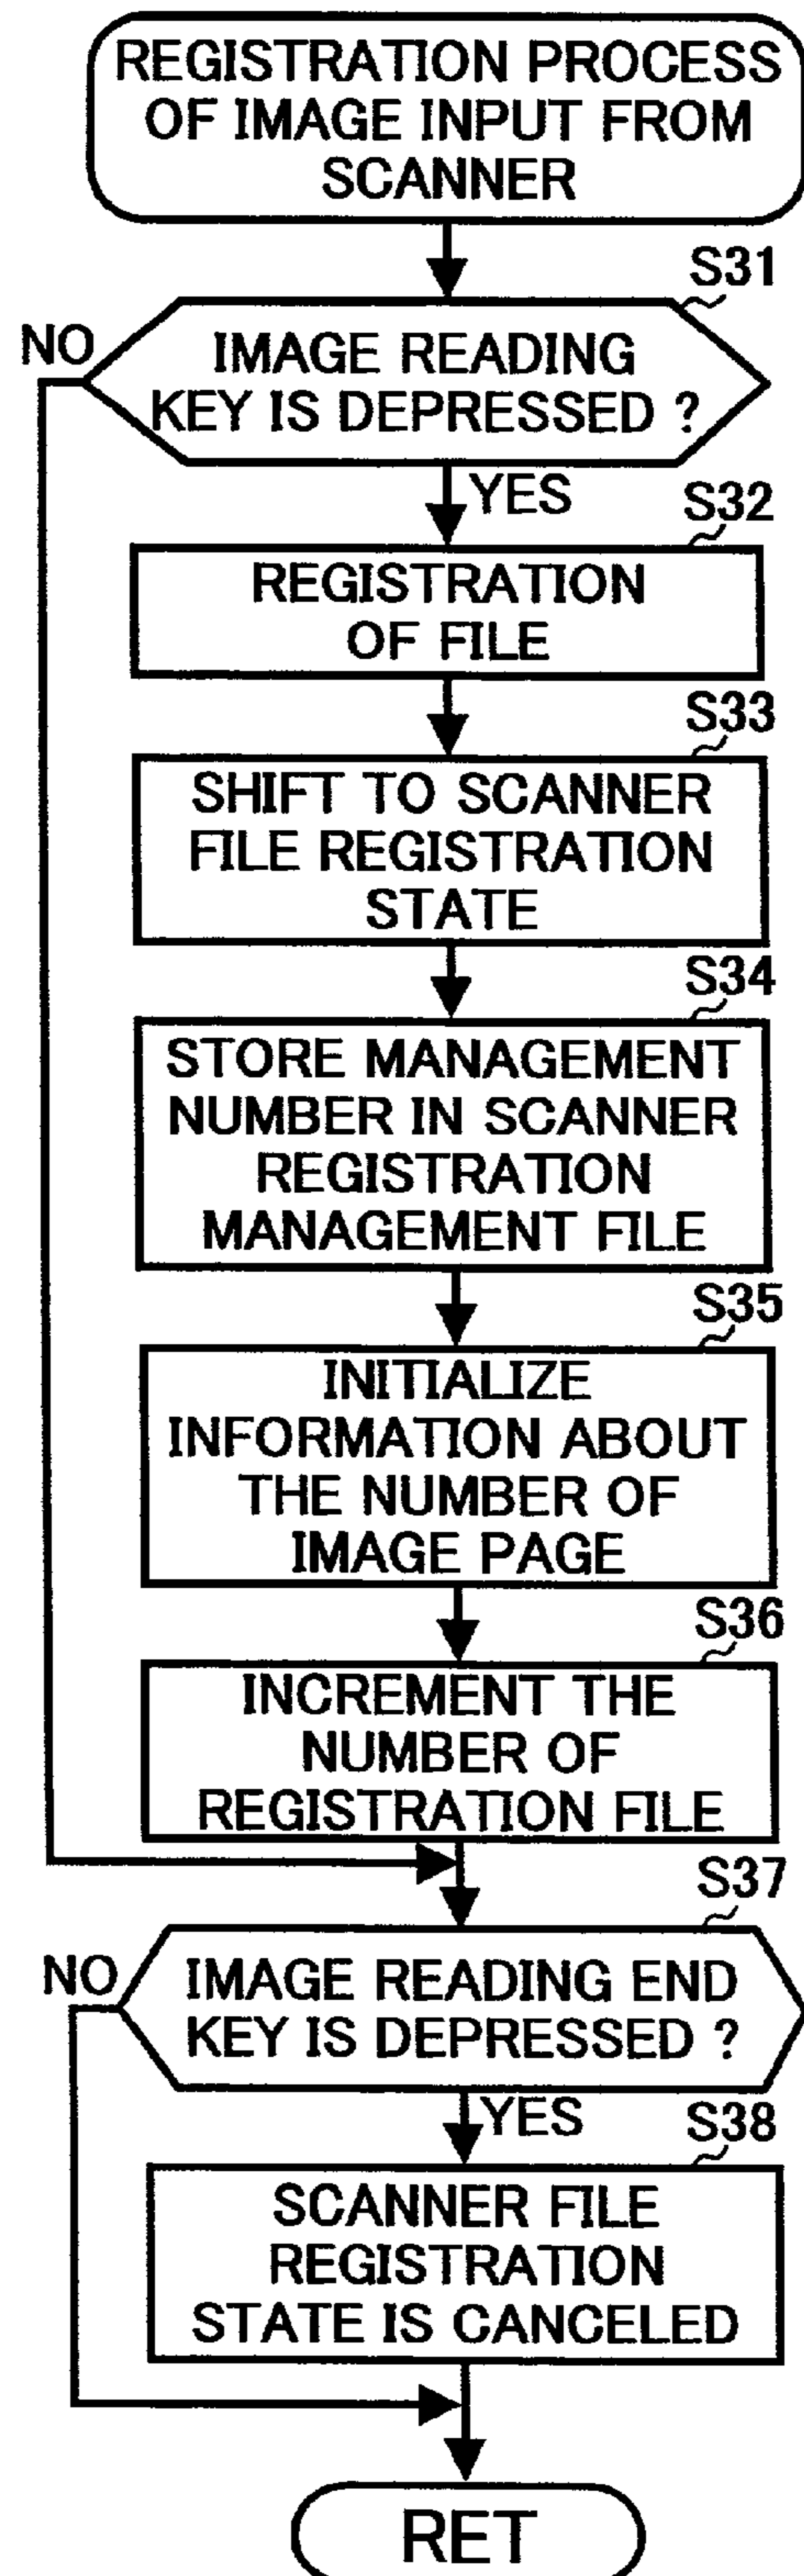 REGISTRATION PROCESS
OF IMAGE INPUT FROM
SCANNER
S31
NO
IMAGE READING
KEY IS DEPRESSED ?
YES
S32
REGISTRATION
OF FILE
S33
SHIFT TO SCANNER
FILE REGISTRATION
STATE
S34
STORE MANAGEMENT
NUMBER IN SCANNER
REGISTRATION
MANAGEMENT FILE
S35
INITIALIZE
INFORMATION ABOUT
THE NUMBER OF
IMAGE PAGE
S36
INCREMENT THE
NUMBER OF
REGISTRATION FILE
S37
NO
IMAGE READING END
KEY IS DEPRESSED ?
YES
S38
SCANNER FILE
REGISTRATION
STATE IS CANCELED
RET